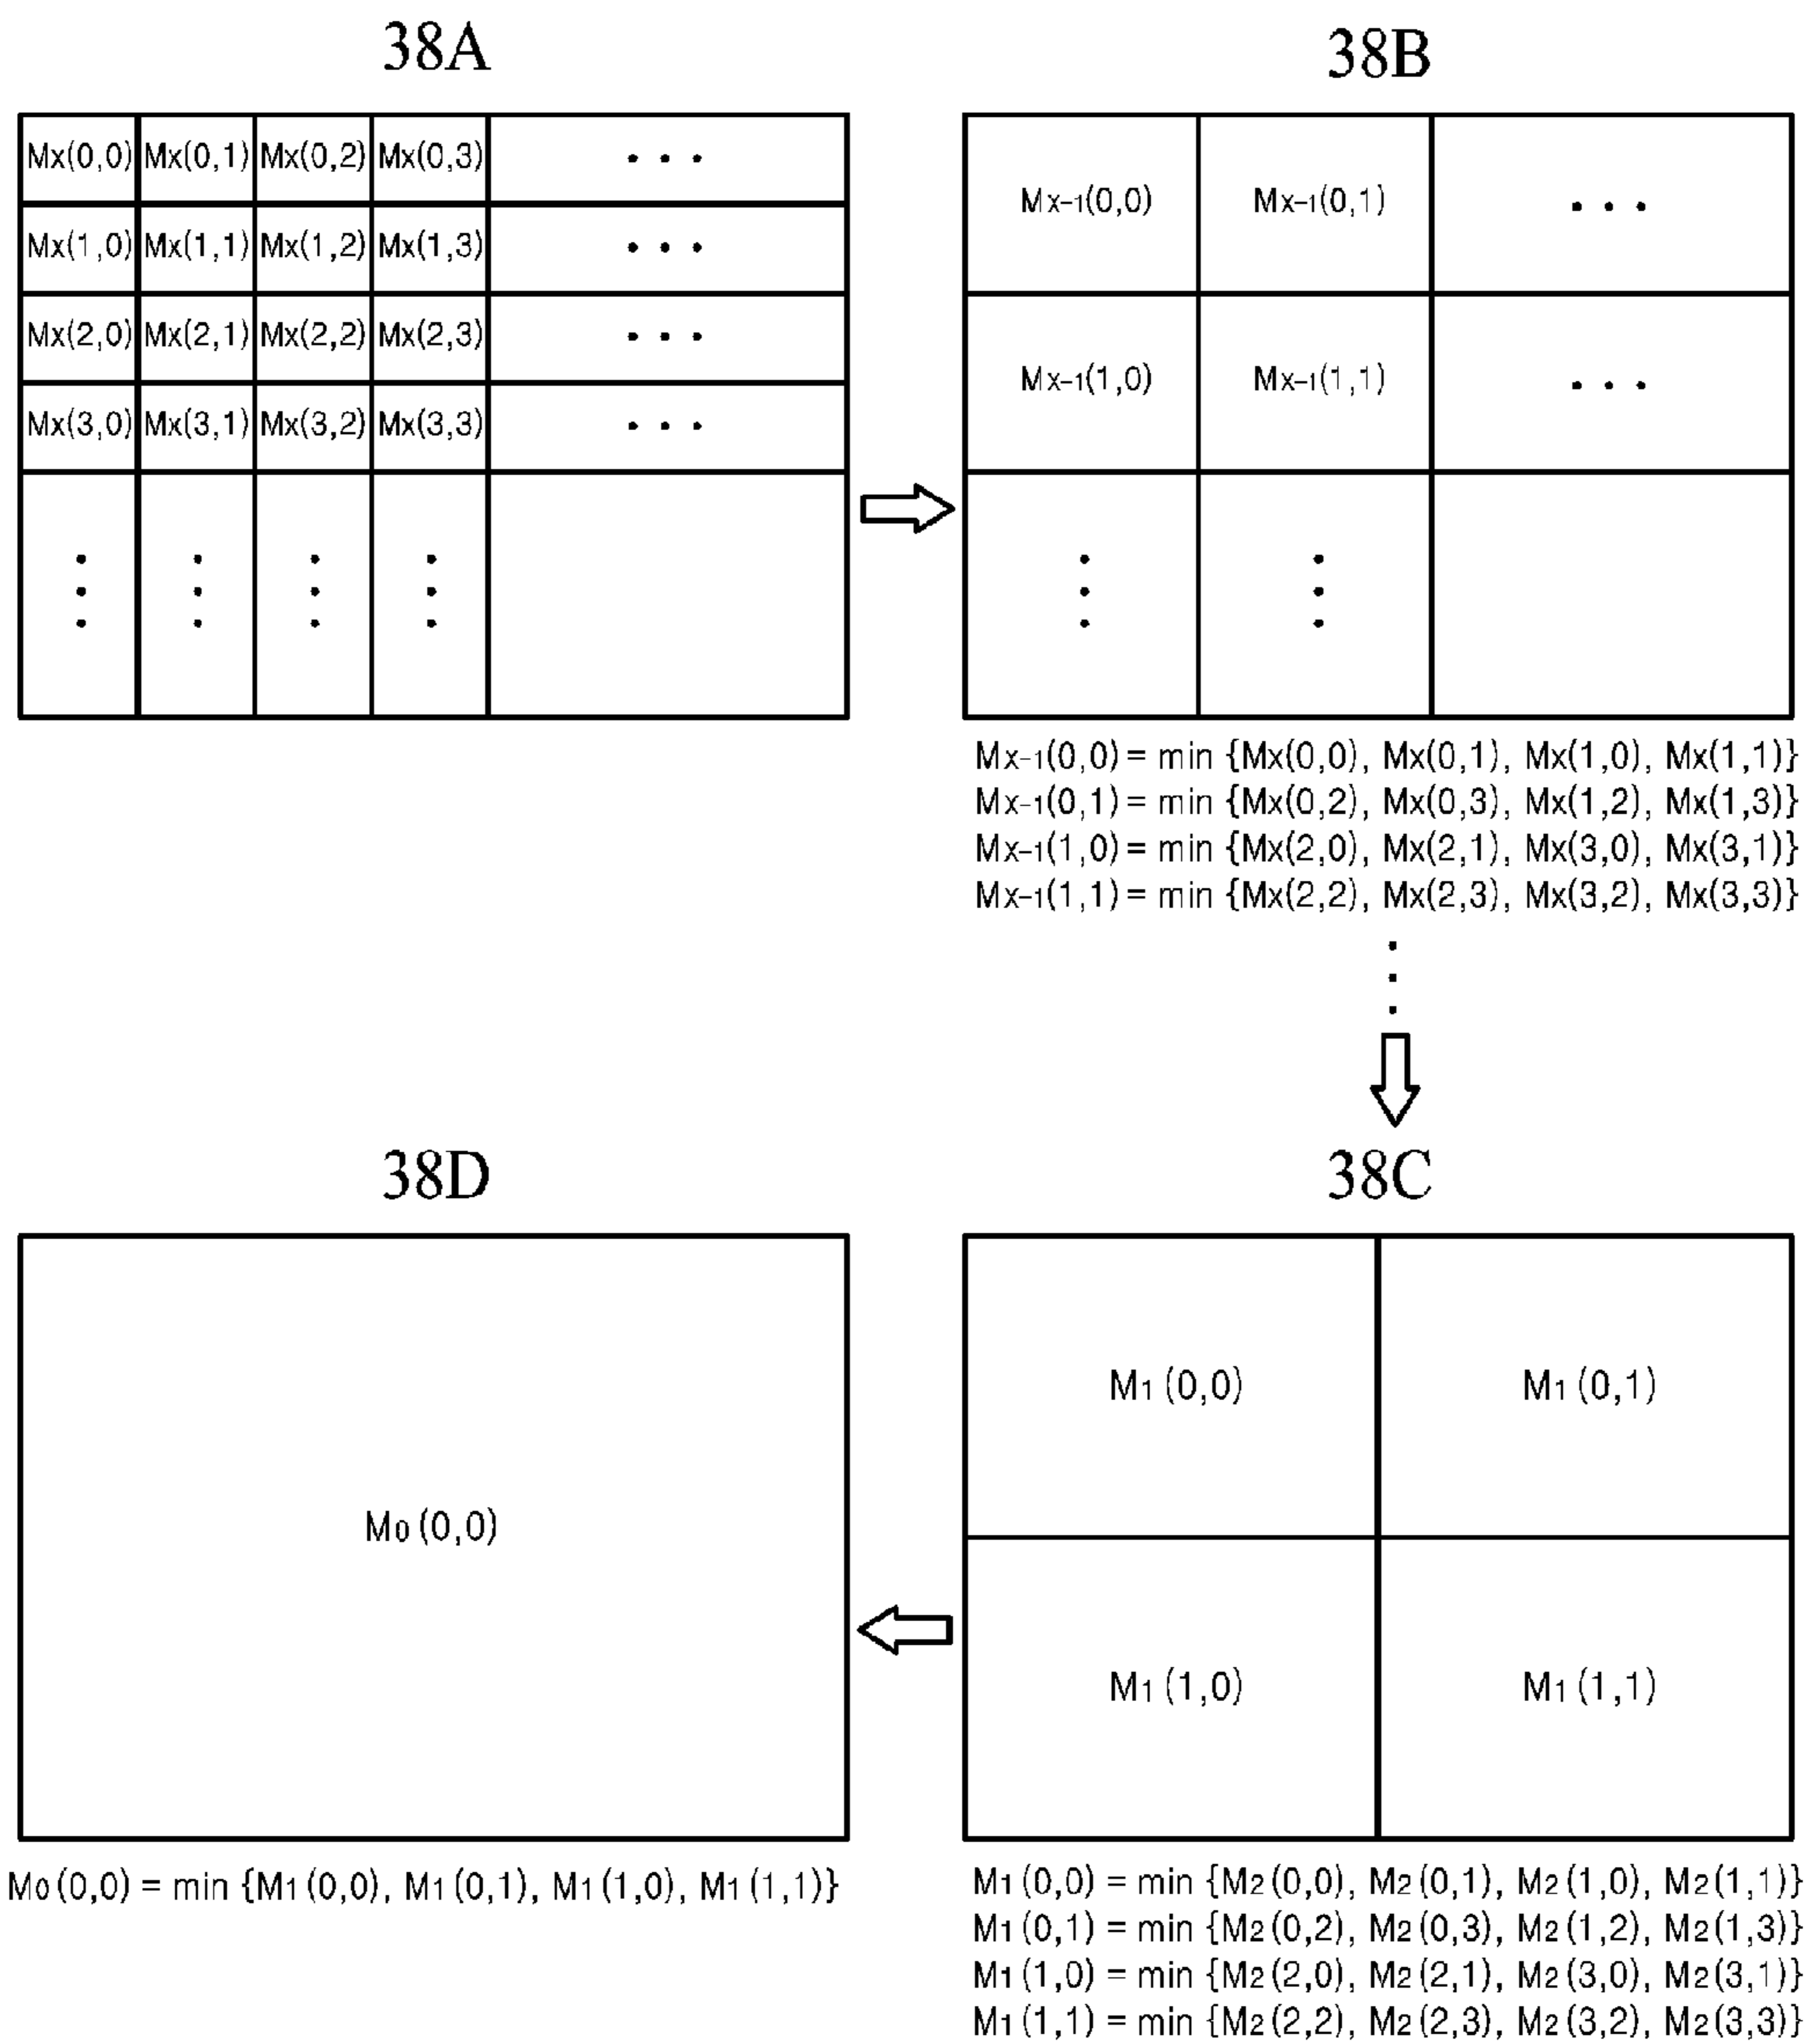 38A
Mx(0,0) Mx(0,1) Mx(0,2) Mx(0,3) • • •
Mx(1,0) Mx(1,1) Mx(1,2) Mx(1,3) • • •
Mx(2,0) Mx(2,1) Mx(2,2) Mx(2,3) • • •
Mx(3,0) Mx(3,1) Mx(3,2) Mx(3,3) • • •
38B
Mx-1(0,0) Mx-1(0,1) • • •
Mx-1(1,0) Mx-1(1,1) • • •
Mx-1(0,0) = min {Mx(0,0), Mx(0,1), Mx(1,0), Mx(1,1)}
Mx-1(0,1) = min {Mx(0,2), Mx(0,3), Mx(1,2), Mx(1,3)}
Mx-1(1,0) = min {Mx(2,0), Mx(2,1), Mx(3,0), Mx(3,1)}
Mx-1(1,1) = min {Mx(2,2), Mx(2,3), Mx(3,2), Mx(3,3)}
38C
M1 (0,0) M1 (0,1)
M1 (1,0) M1 (1,1)
M1 (0,0) = min {M2 (0,0), M2 (0,1), M2 (1,0), M2 (1,1)}
M1 (0,1) = min {M2 (0,2), M2 (0,3), M2 (1,2), M2 (1,3)}
M1 (1,0) = min {M2 (2,0), M2 (2,1), M2 (3,0), M2 (3,1)}
M1 (1,1) = min {M2 (2,2), M2 (2,3), M2 (3,2), M2 (3,3)}
38D
M0 (0,0)
M0 (0,0) = min {M1 (0,0), M1 (0,1), M1 (1,0), M1 (1,1)}